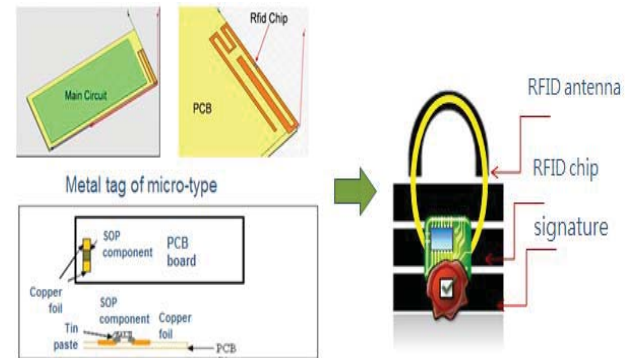 Rfid Chip
Main Circuit
PCB
Metal tag of micro-type
SOP
component
PCB
board
Copper
foil
SOP
component
Copper
foil
Tin
paste
PCB
RFID antenna
RFID chip
signature